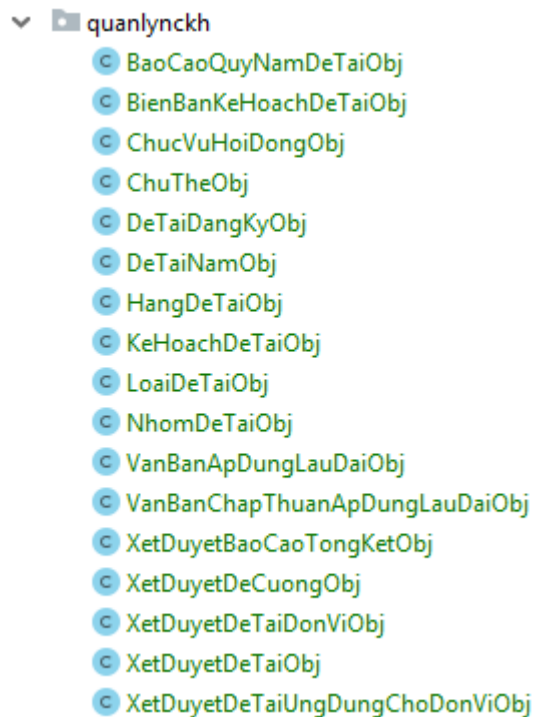 quanlynckh
BaoCaoQuyNamDeTaiObj
BienBanKeHoachDeTaiObj
ChucVuHoiDongObj
ChuTheObj
DeTaiDangKyObj
DeTaiNamObj
HangDeTaiObj
KeHoachDeTaiObj
LoaiDeTaiObj
NhomDeTaiObj
VanBanApDungLauDaiObj
VanBanChapThuanApDungLauDaiObj
XetDuyetBaoCaoTongKetObj
XetDuyetDeCuongObj
XetDuyetDeTaiDonViObj
XetDuyetDeTaiObj
XetDuyetDeTaiUngDungChoDonViObj